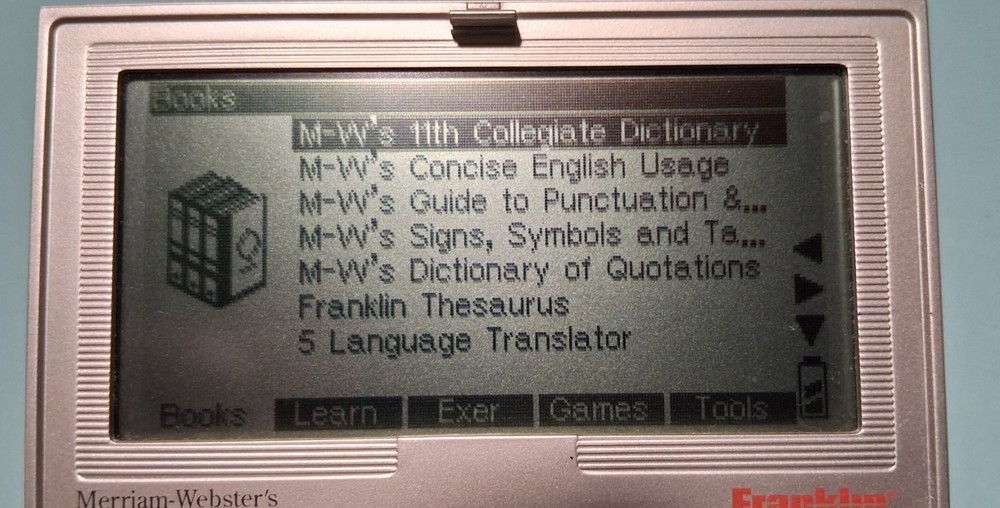 Books
M-W's 11th Collegiate Dictionary
M-W's Concise English Usage
M-W's Guide to Punctuation &...
M-W's Signs, Symbols and Te...
M-W's Dictionary of Quotations
Franklin Thesaurus
5 Language Translator
Books Learn Exer Games Tools
Merriam-Webster's
Franklin